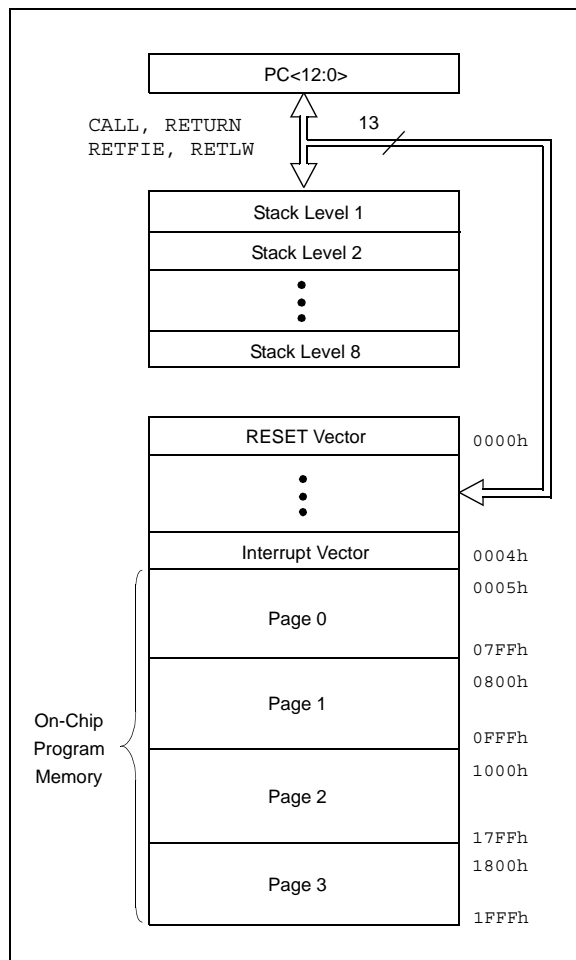 PC<12:0>
CALL, RETURN
RETFIE, RETLW
13
Stack Level 1
Stack Level 2
Stack Level 8
RESET Vector
0000h
Interrupt Vector
0004h
0005h
Page 0
07FFh
0800h
Page 1
On-Chip
Program
Memory
0FFFh
1000h
Page 2
17FFh
1800h
Page 3
1FFFh